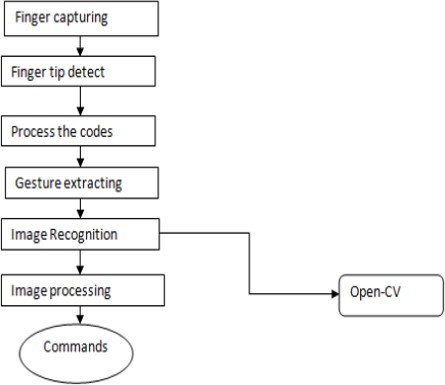 Finger capturing
Finger tip detect
Process the codes
Gesture extracting
Image Recognition
Image processing
Open-CV
Commands